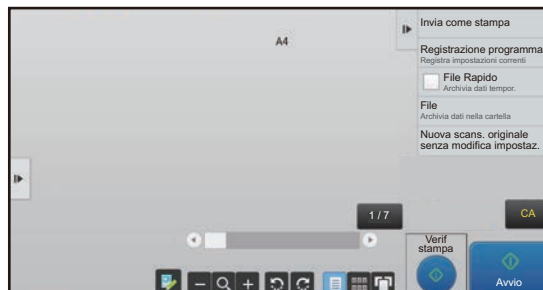 A4
Invia come stampa
Registrazione programma
Registra impostazioni correnti
File Rapido
Archivia dati tempor.
File
Archivia dati nella cartella
Nuova scans. originale
senza modifica impostaz.
1 / 7
CA
Verif
stampa
Avvio